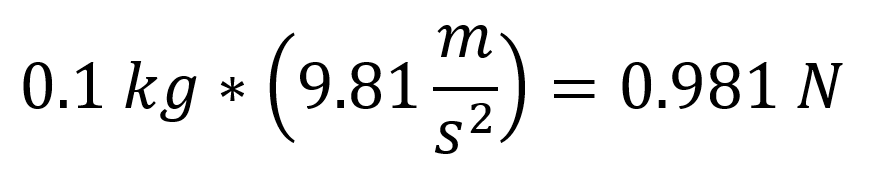 0.1 kg * (9.81 m/s²) = 0.981 N